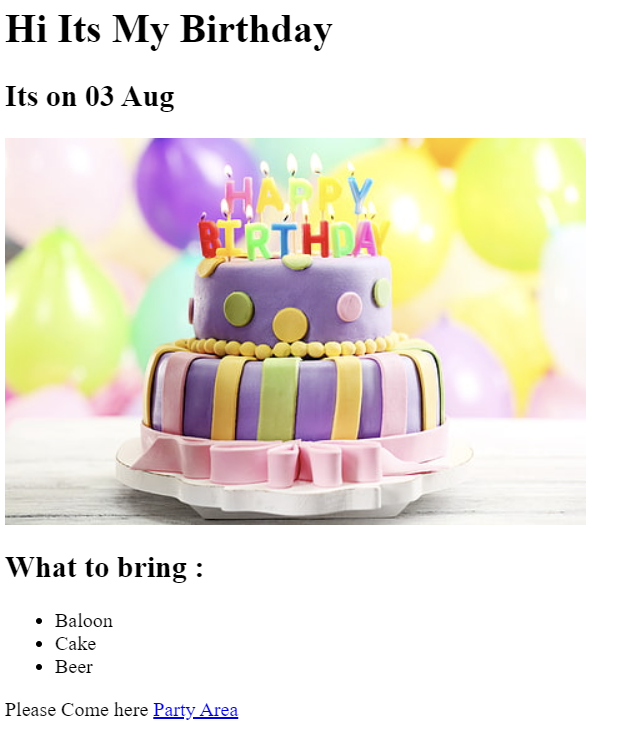 Hi Its My Birthday
Its on 03 Aug
HAPPY
BIRTHDAY
What to bring :
Baloon
Cake
Beer
Please Come here Party Area